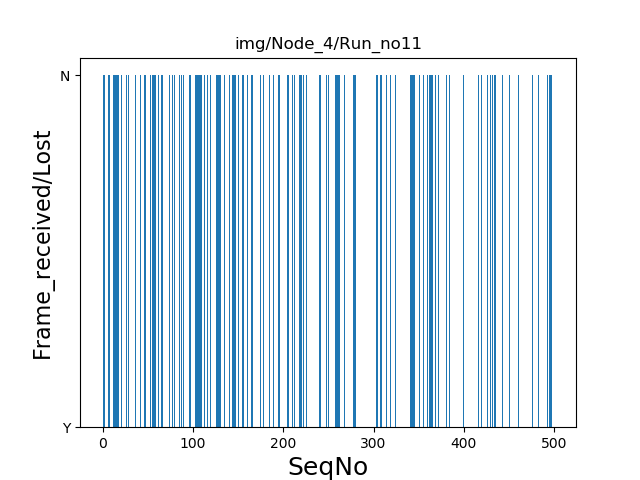 img/Node_4/Run_no11
N
Frame_received/Lost
Y
0 100 200 300 400 500
SeqNo